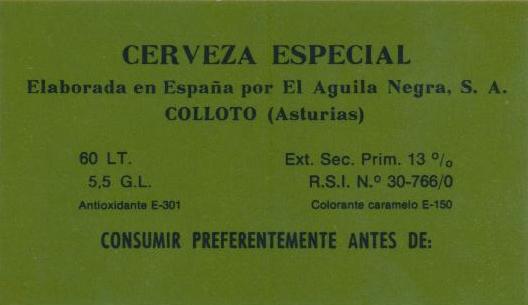 CERVEZA ESPECIAL
Elaborada en España por El Aguila Negra, S. A.
COLLOTO (Asturias)
60 LT. Ext. Sec. Prim. 13 º/o
5,5 G.L. R.S.I. N.º 30-766/0
Antioxidante E-301 Colorante caramelo E-150
CONSUMIR PREFERENTEMENTE ANTES DE: